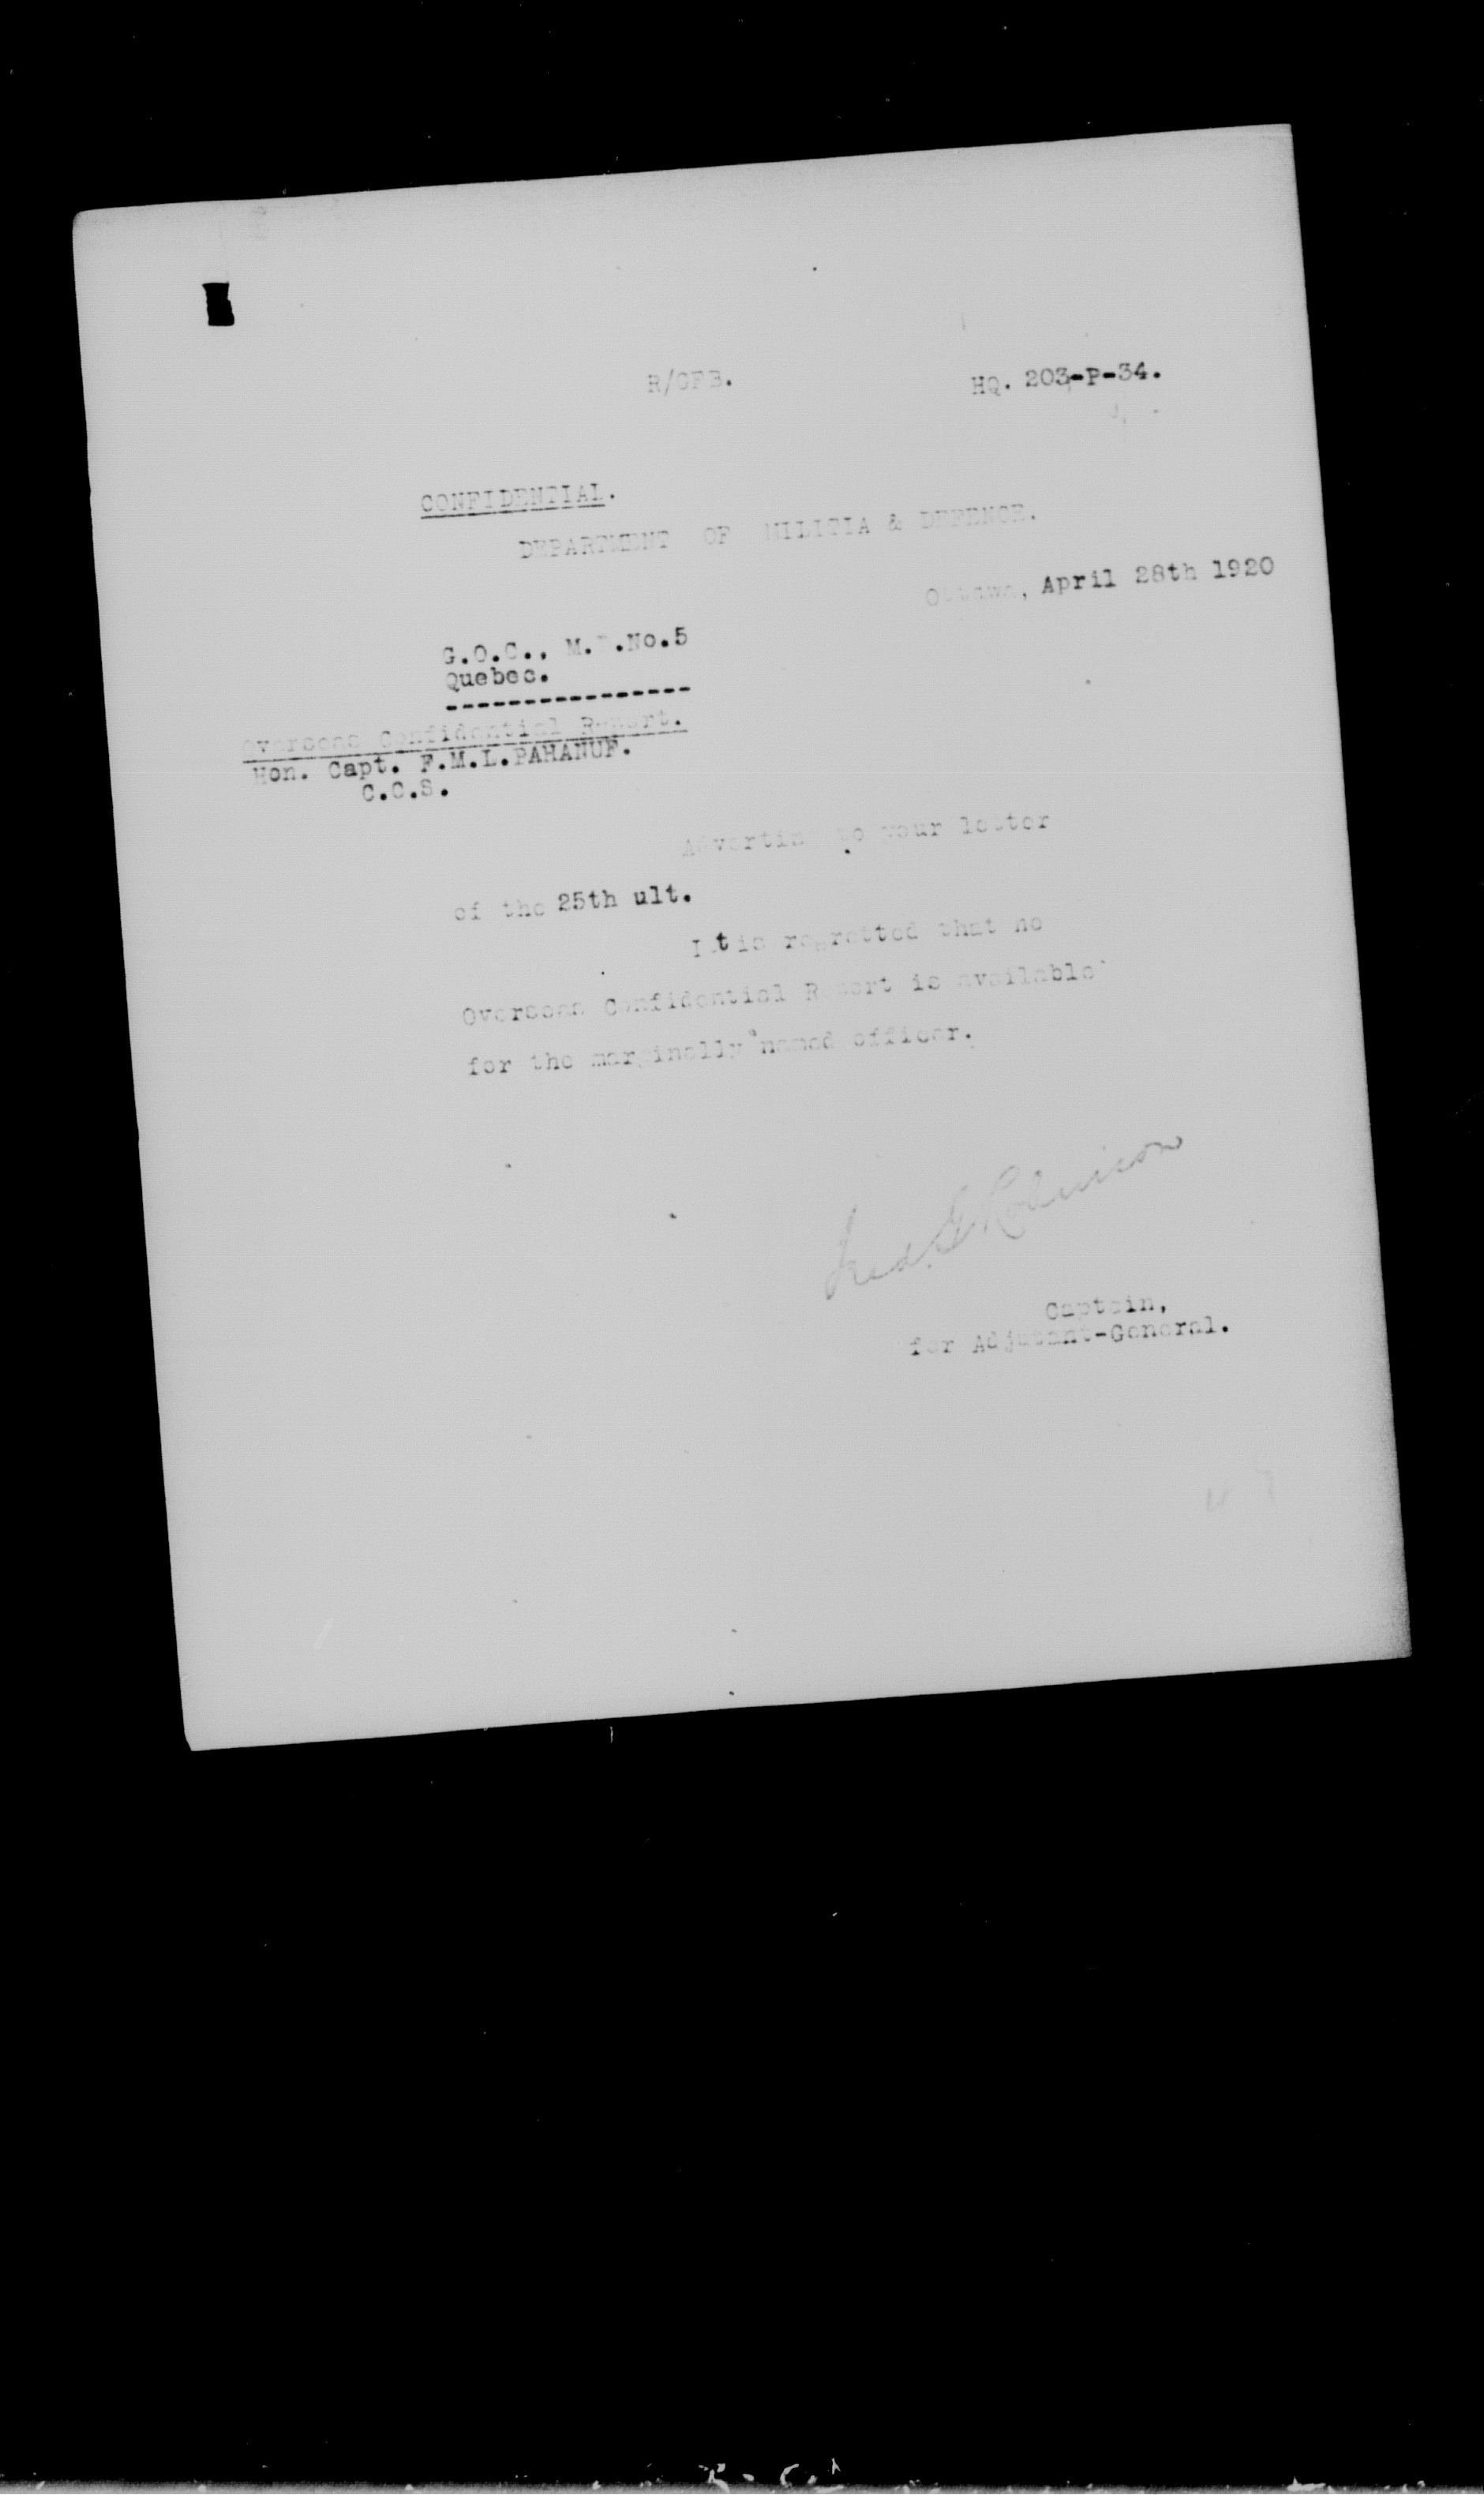 R/CFB.
HQ. 203-P-34.
CONFIDENTIAL.
DEPARTMENT OF MILITIA & DEFENCE.
Ottawa, April 28th 1920
G.O.C., M.D.No.5
Quebec.
-----------------
Overseas Confidential Report.
Hon. Capt. F.M.L.PAHANUF.
C.C.S.
Adverting to your letter
of the 25th ult.
It is regretted that no
Overseas Confidential Report is available
for the marginally named officer.
Fred. G Robinson
Captain,
for Adjutant-General.